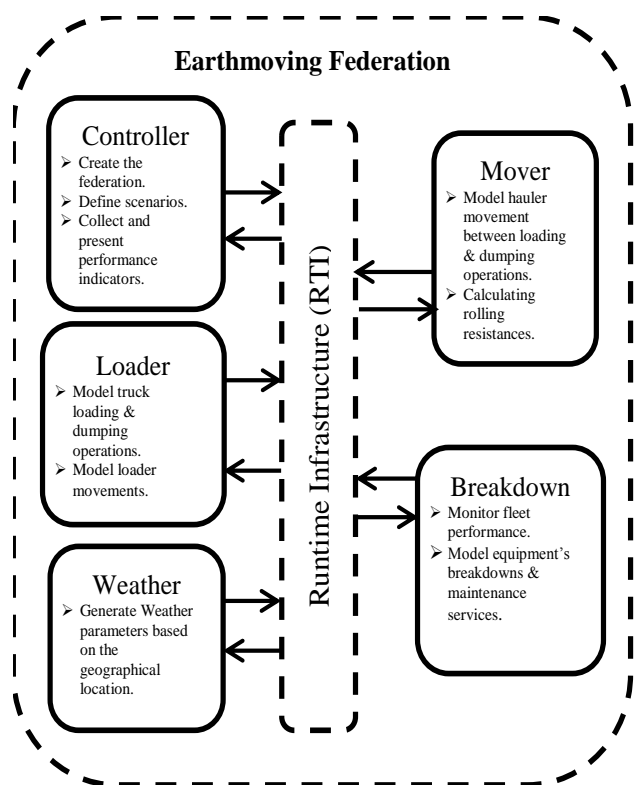 Earthmoving Federation
Controller
➢ Create the
federation.
➢ Define scenarios.
➢ Collect and
present
performance
indicators.
Loader
➢ Model truck
loading &
dumping
operations.
➢ Model loader
movements.
Weather
➢ Generate Weather
parameters based
on the
geographical
location.
Runtime Infrastructure (RTI)
Mover
➢ Model hauler
movement
between loading
& dumping
operations.
➢ Calculating
rolling
resistances.
Breakdown
➢ Monitor fleet
performance.
➢ Model equipment’s
breakdowns &
maintenance
services.